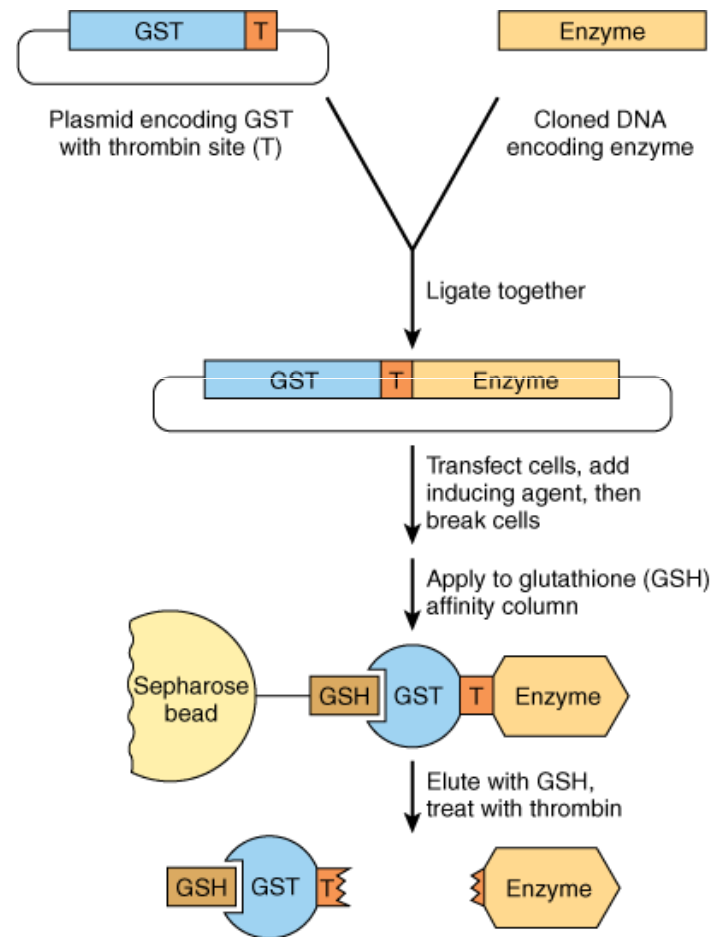 GST T
Enzyme
Plasmid encoding GST
with thrombin site (T)
Cloned DNA
encoding enzyme
Ligate together
GST T Enzyme
Transfect cells, add
inducing agent, then
break cells
Apply to glutathione (GSH)
affinity column
Sepharose
bead
GSH GST T Enzyme
Elute with GSH,
treat with thrombin
GSH GST T Enzyme